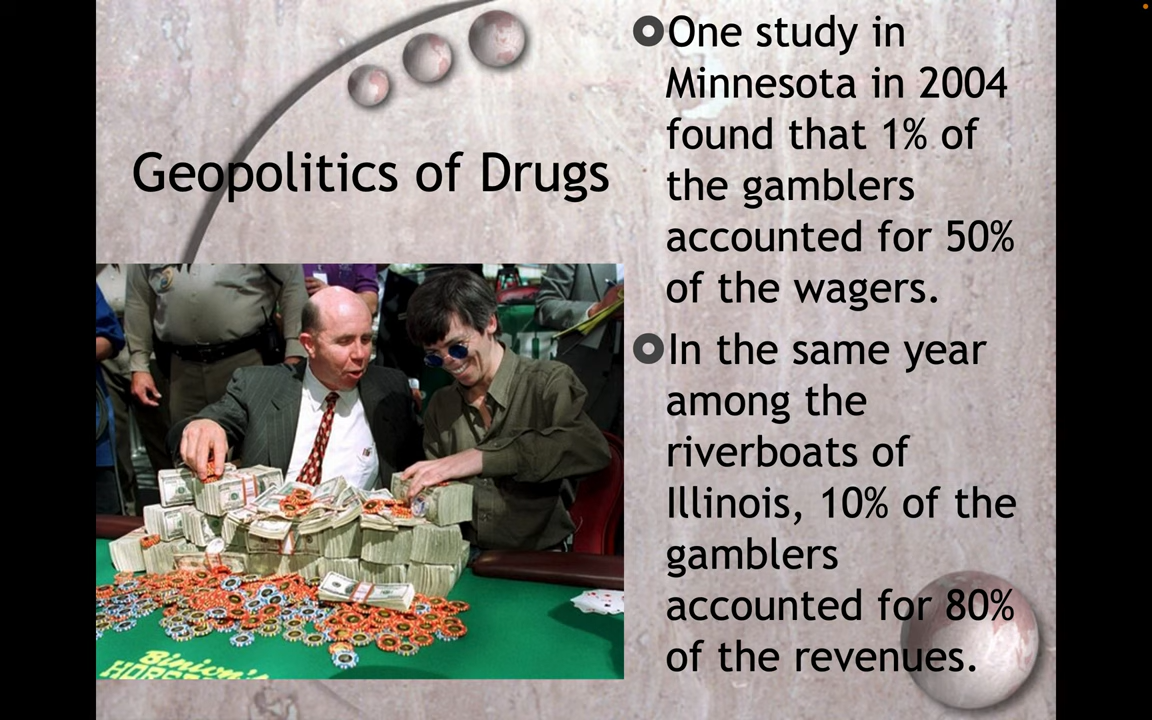 Geopolitics of Drugs
One study in
Minnesota in 2004
found that 1% of
the gamblers
accounted for 50%
of the wagers.
In the same year
among the
riverboats of
Illinois, 10% of the
gamblers
accounted for 80%
of the revenues.
Binion's